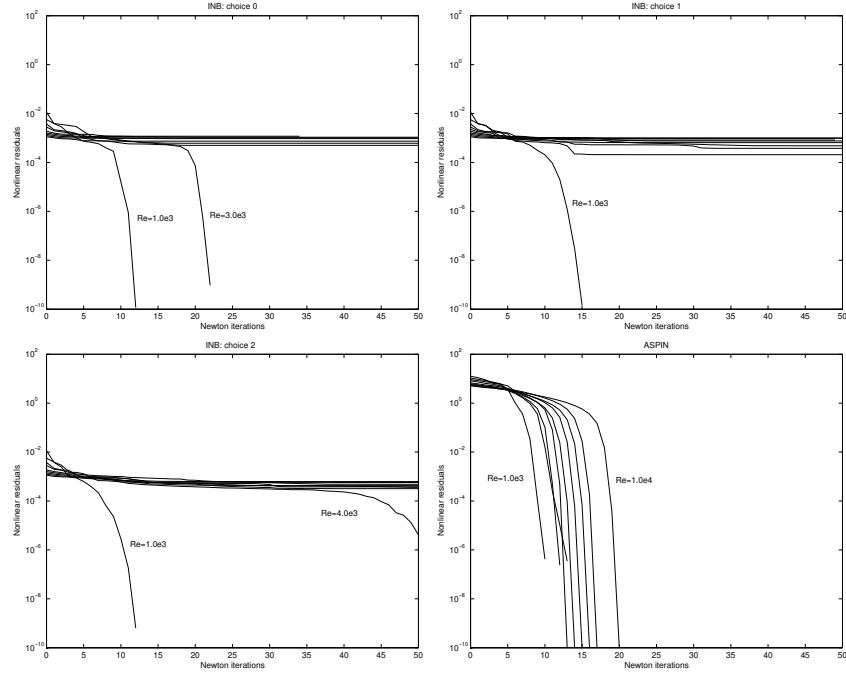 INB: choice 0
10^2
10^0
10^−2
10^−4
10^−6
10^−8
10^−10
Nonlinear residuals
Re=1.0e3
Re=3.0e3
0 5 10 15 20 25 30 35 40 45 50
Newton iterations
INB: choice 1
10^2
10^0
10^−2
10^−4
10^−6
10^−8
10^−10
Nonlinear residuals
Re=1.0e3
0 5 10 15 20 25 30 35 40 45 50
Newton iterations
INB: choice 2
10^2
10^0
10^−2
10^−4
10^−6
10^−8
10^−10
Nonlinear residuals
Re=1.0e3
Re=4.0e3
0 5 10 15 20 25 30 35 40 45 50
Newton iterations
ASPIN
10^2
10^0
10^−2
10^−4
10^−6
10^−8
10^−10
Nonlinear residuals
Re=1.0e3
Re=1.0e4
0 5 10 15 20 25 30 35 40 45 50
Newton iterations